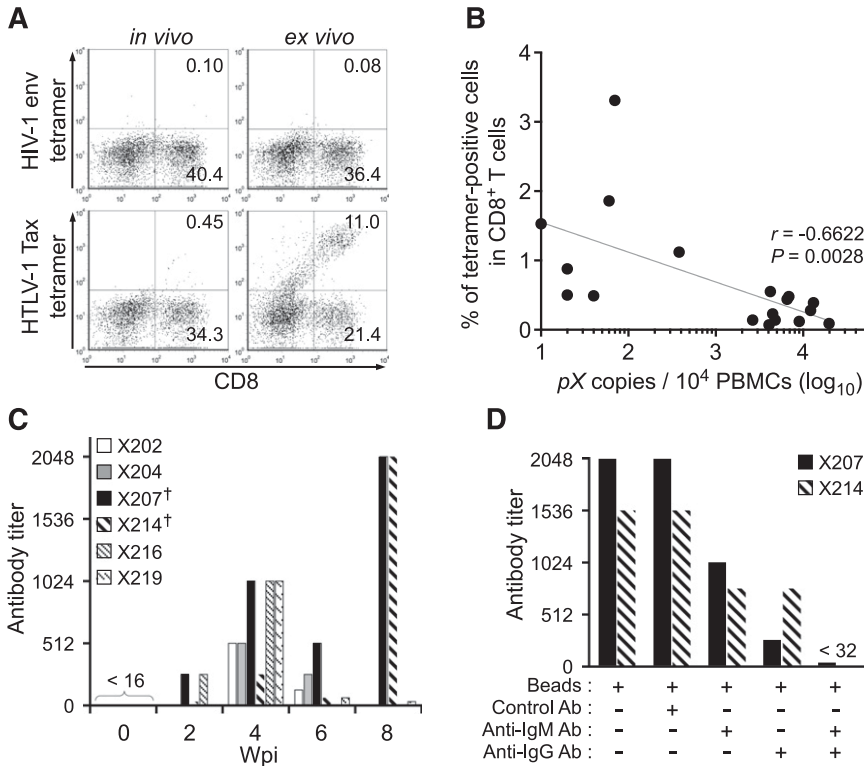 A
in vivo ex vivo
HIV-1 env
tetramer
0.10
0.08
40.4
36.4
HTLV-1 Tax
tetramer
0.45
11.0
34.3
21.4
CD8
B
% of tetramer-positive cells
in CD8+ T cells
4
3
2
1
0
r = -0.6622
P = 0.0028
1 2 3 4
pX copies / 10⁴ PBMCs (log₁₀)
C
Antibody titer
2048
1536
1024
512
0
X202
X204
X207†
X214†
X216
X219
< 16
0 2 4 6 8
Wpi
D
Antibody titer
2048
1536
1024
512
0
X207
X214
< 32
Beads : + + + + +
Control Ab : - + - - -
Anti-IgM Ab : - - + - +
Anti-IgG Ab : - - - + +